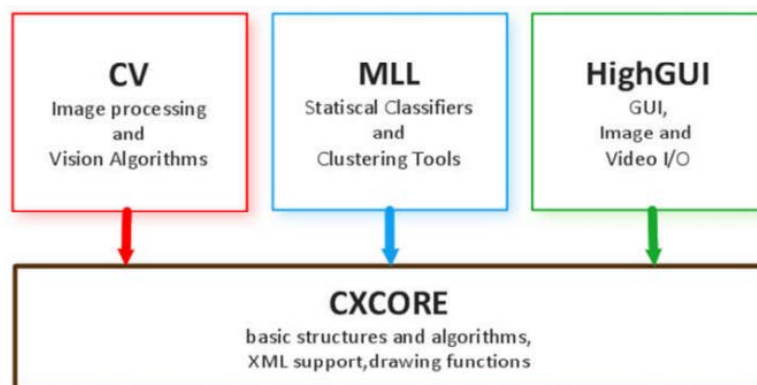 CV
Image processing
and
Vision Algorithms
MLL
Statiscal Classifiers
and
Clustering Tools
HighGUI
GUI,
Image and
Video I/O
CXCORE
basic structures and algorithms,
XML support,drawing functions